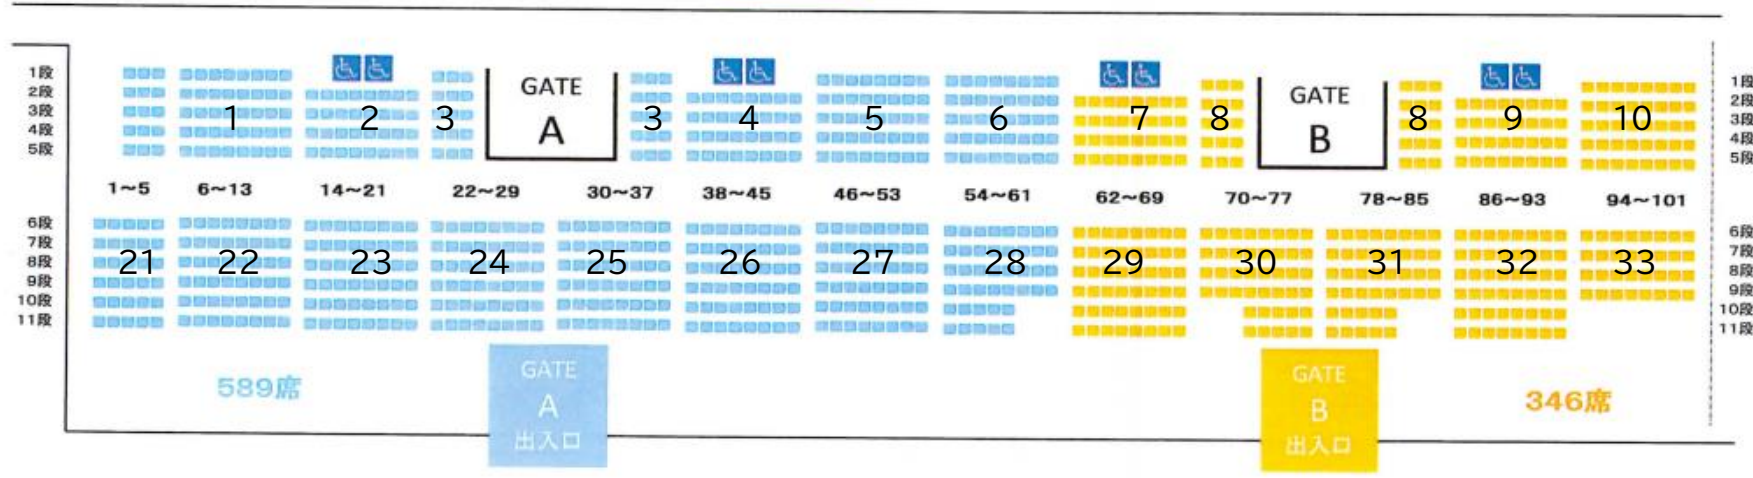 1段
2段
3段
4段
5段
1 2 3
GATE
A
3 4 5 6 7 8
GATE
B
8 9 10
1段
2段
3段
4段
5段
1～5 6～13 14～21 22～29 30～37 38～45 46～53 54～61 62～69 70～77 78～85 86～93 94～101
6段
7段
8段
9段
10段
11段
21 22 23 24 25 26 27 28 29 30 31 32 33
6段
7段
8段
9段
10段
11段
589席
GATE
A
出入口
GATE
B
出入口
346席